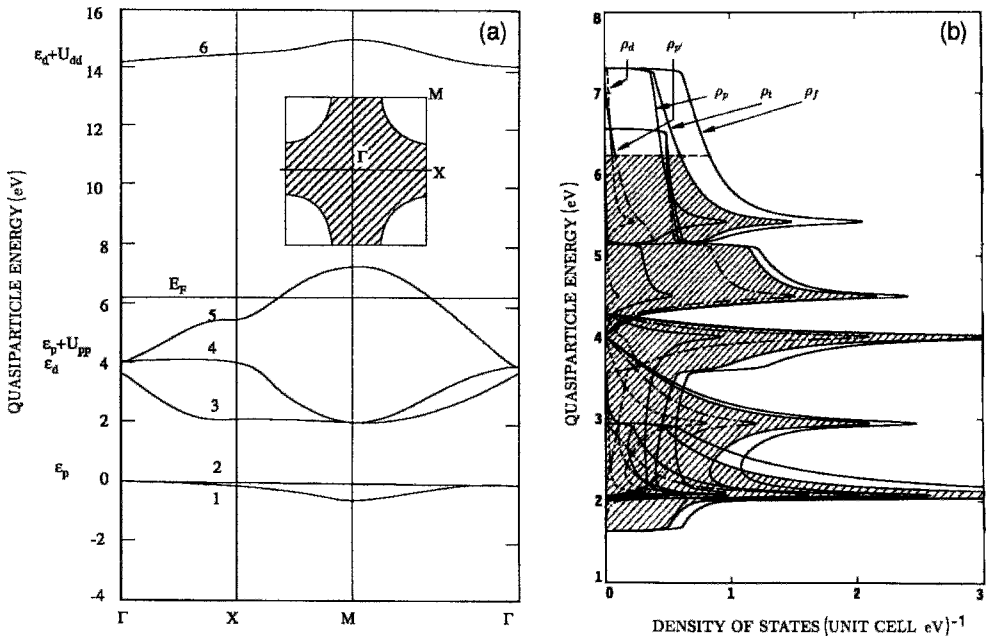 (a)
QUASIPARTICLE ENERGY (eV)
16
14
12
10
8
6
4
2
0
-2
-4
ε_d+U_dd
ε_p+U_pp
ε_d
ε_p
6
M
Γ
X
E_F
5
4
3
2
1
Γ X M Γ
(b)
QUASIPARTICLE ENERGY (eV)
8
7
6
5
4
3
2
1
ρ_d ρ_p' ρ_p ρ_t ρ_f
0 1 2 3
DENSITY OF STATES (UNIT CELL eV)⁻¹